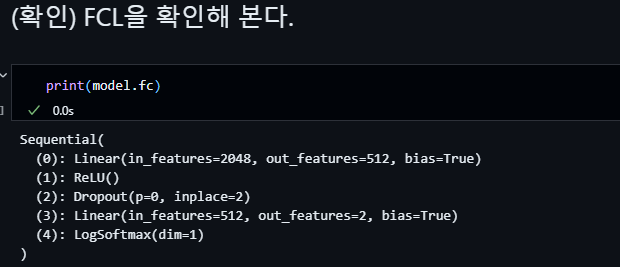 (확인) FCL을 확인해 본다.
print(model.fc)
0.0s
Sequential(
(0): Linear(in_features=2048, out_features=512, bias=True)
(1): ReLU()
(2): Dropout(p=0, inplace=2)
(3): Linear(in_features=512, out_features=2, bias=True)
(4): LogSoftmax(dim=1)
)